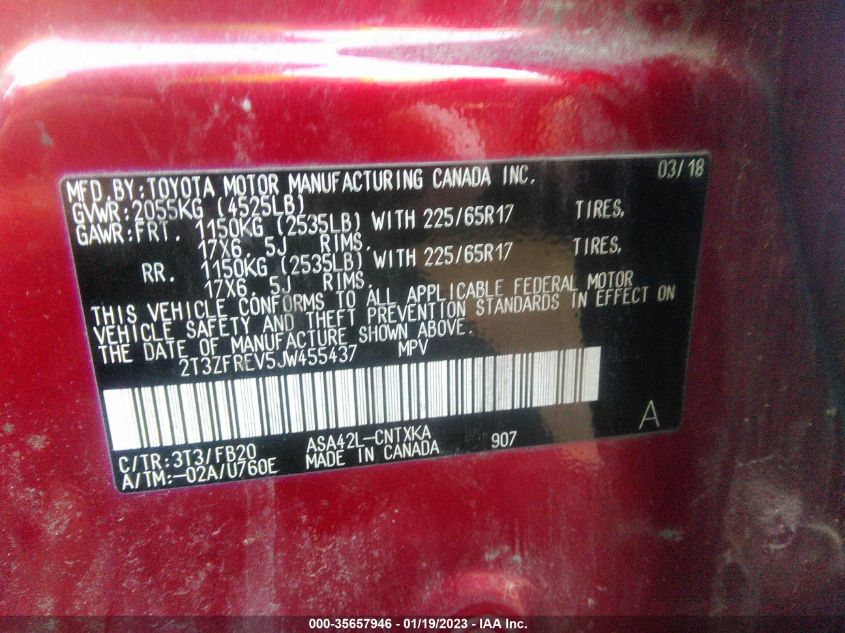 MFD. BY: TOYOTA MOTOR MANUFACTURING CANADA INC. 03/18
GVWR: 2055KG (4525LB)
GAWR: FRT. 1150KG (2535LB) WITH 225/65R17 TIRES,
17X6. 5J RIMS.
RR. 1150KG (2535LB) WITH 225/65R17 TIRES,
17X6. 5J RIMS.
THIS VEHICLE CONFORMS TO ALL APPLICABLE FEDERAL MOTOR
VEHICLE SAFETY AND THEFT PREVENTION STANDARDS IN EFFECT ON
THE DATE OF MANUFACTURE SHOWN ABOVE.
2T3ZFREV5JW455437 MPV
A
C/TR: 3T3/FB20 ASA42L-CNTXKA 907
A/TM: -02A/U760E MADE IN CANADA
000-35657946 - 01/19/2023 - IAA Inc.